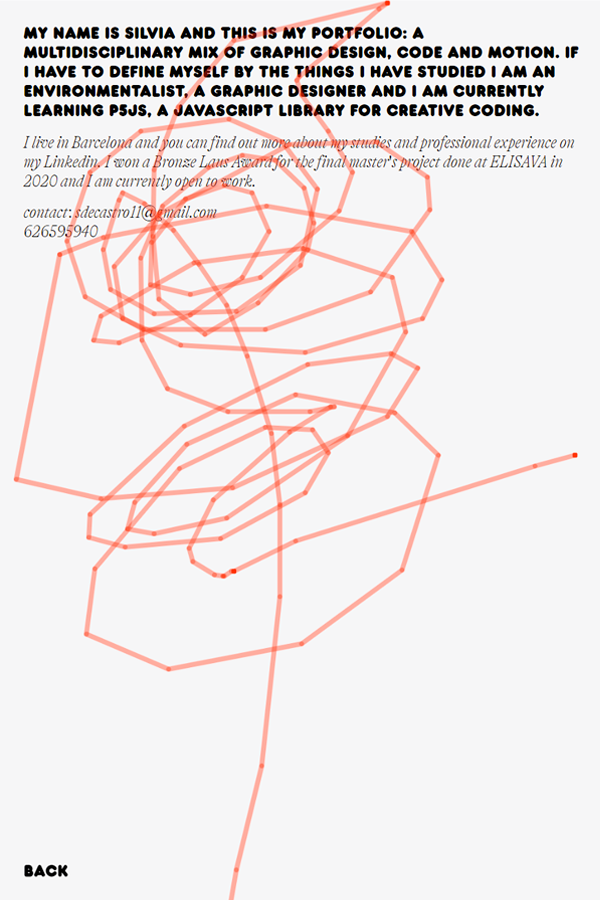 MY NAME IS SILVIA AND THIS IS MY PORTFOLIO: A
MULTIDISCIPLINARY MIX OF GRAPHIC DESIGN, CODE AND MOTION. IF
I HAVE TO DEFINE MYSELF BY THE THINGS I HAVE STUDIED I AM AN
ENVIRONMENTALIST, A GRAPHIC DESIGNER AND I AM CURRENTLY
LEARNING P5JS, A JAVASCRIPT LIBRARY FOR CREATIVE CODING.
I live in Barcelona and you can find out more about my studies and professional experience on
my Linkedin. I won a Bronze Laus Award for the final master's project done at ELISAVA in
2020 and I am currently open to work.
contact: sdecastro11@gmail.com
626595940
BACK